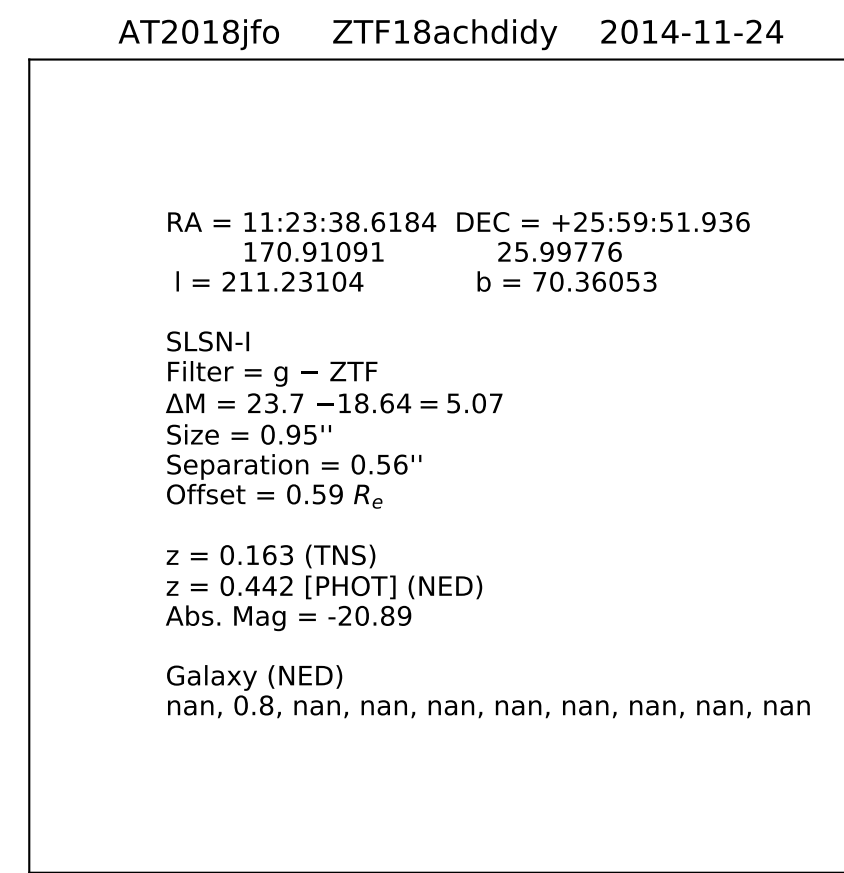 AT2018jfo ZTF18achdidy 2014-11-24
RA = 11:23:38.6184 DEC = +25:59:51.936
170.91091 25.99776
l = 211.23104 b = 70.36053
SLSN-I
Filter = g − ZTF
ΔM = 23.7 −18.64 = 5.07
Size = 0.95''
Separation = 0.56''
Offset = 0.59 Rₑ
z = 0.163 (TNS)
z = 0.442 [PHOT] (NED)
Abs. Mag = -20.89
Galaxy (NED)
nan, 0.8, nan, nan, nan, nan, nan, nan, nan, nan